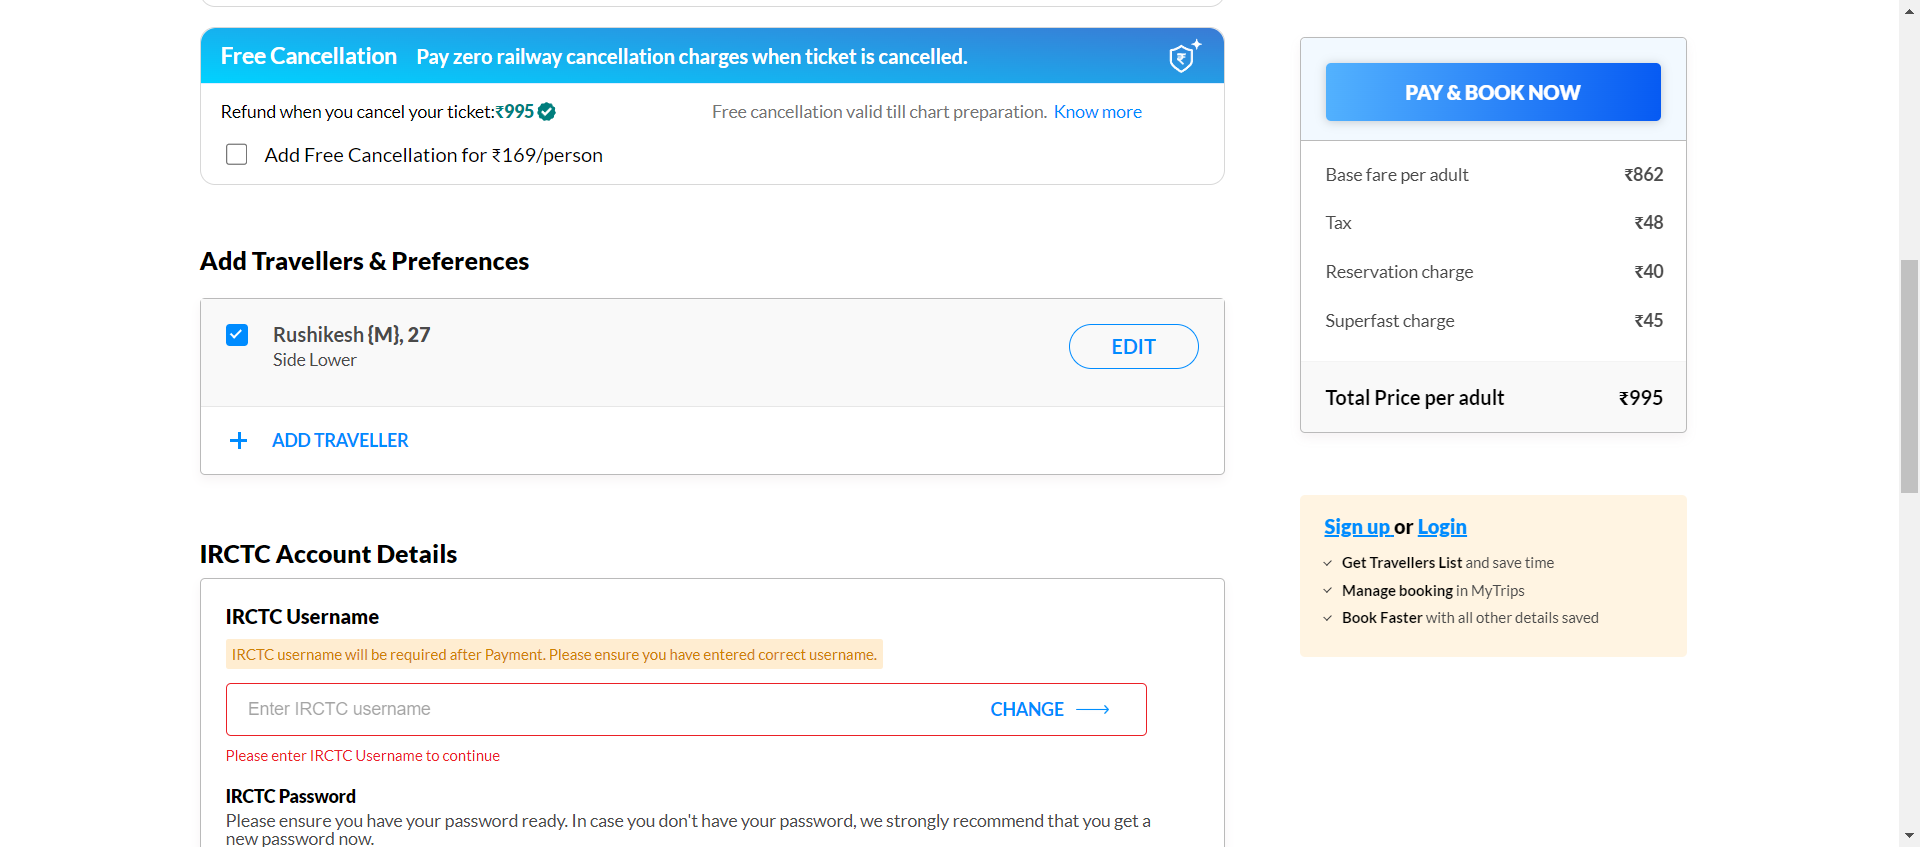 Free Cancellation Pay zero railway cancellation charges when ticket is cancelled.
Refund when you cancel your ticket:₹995 Free cancellation valid till chart preparation. Know more
Add Free Cancellation for ₹169/person
Add Travellers & Preferences
Rushikesh {M}, 27
Side Lower
EDIT
+ ADD TRAVELLER
IRCTC Account Details
IRCTC Username
IRCTC username will be required after Payment. Please ensure you have entered correct username.
Enter IRCTC username CHANGE
Please enter IRCTC Username to continue
IRCTC Password
Please ensure you have your password ready. In case you don't have your password, we strongly recommend that you get a
new password now.
PAY & BOOK NOW
Base fare per adult ₹862
Tax ₹48
Reservation charge ₹40
Superfast charge ₹45
Total Price per adult ₹995
Sign up or Login
Get Travellers List and save time
Manage booking in MyTrips
Book Faster with all other details saved